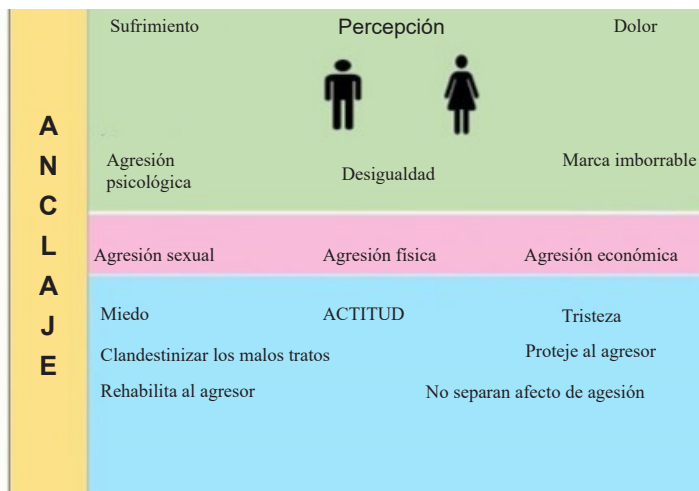 ANCLAJE
Sufrimiento Percepción Dolor
Agresión
psicológica
Desigualdad
Marca imborrable
Agresión sexual Agresión física Agresión económica
Miedo ACTITUD Tristeza
Clandestinizar los malos tratos Proteje al agresor
Rehabilita al agresor No separan afecto de agesión